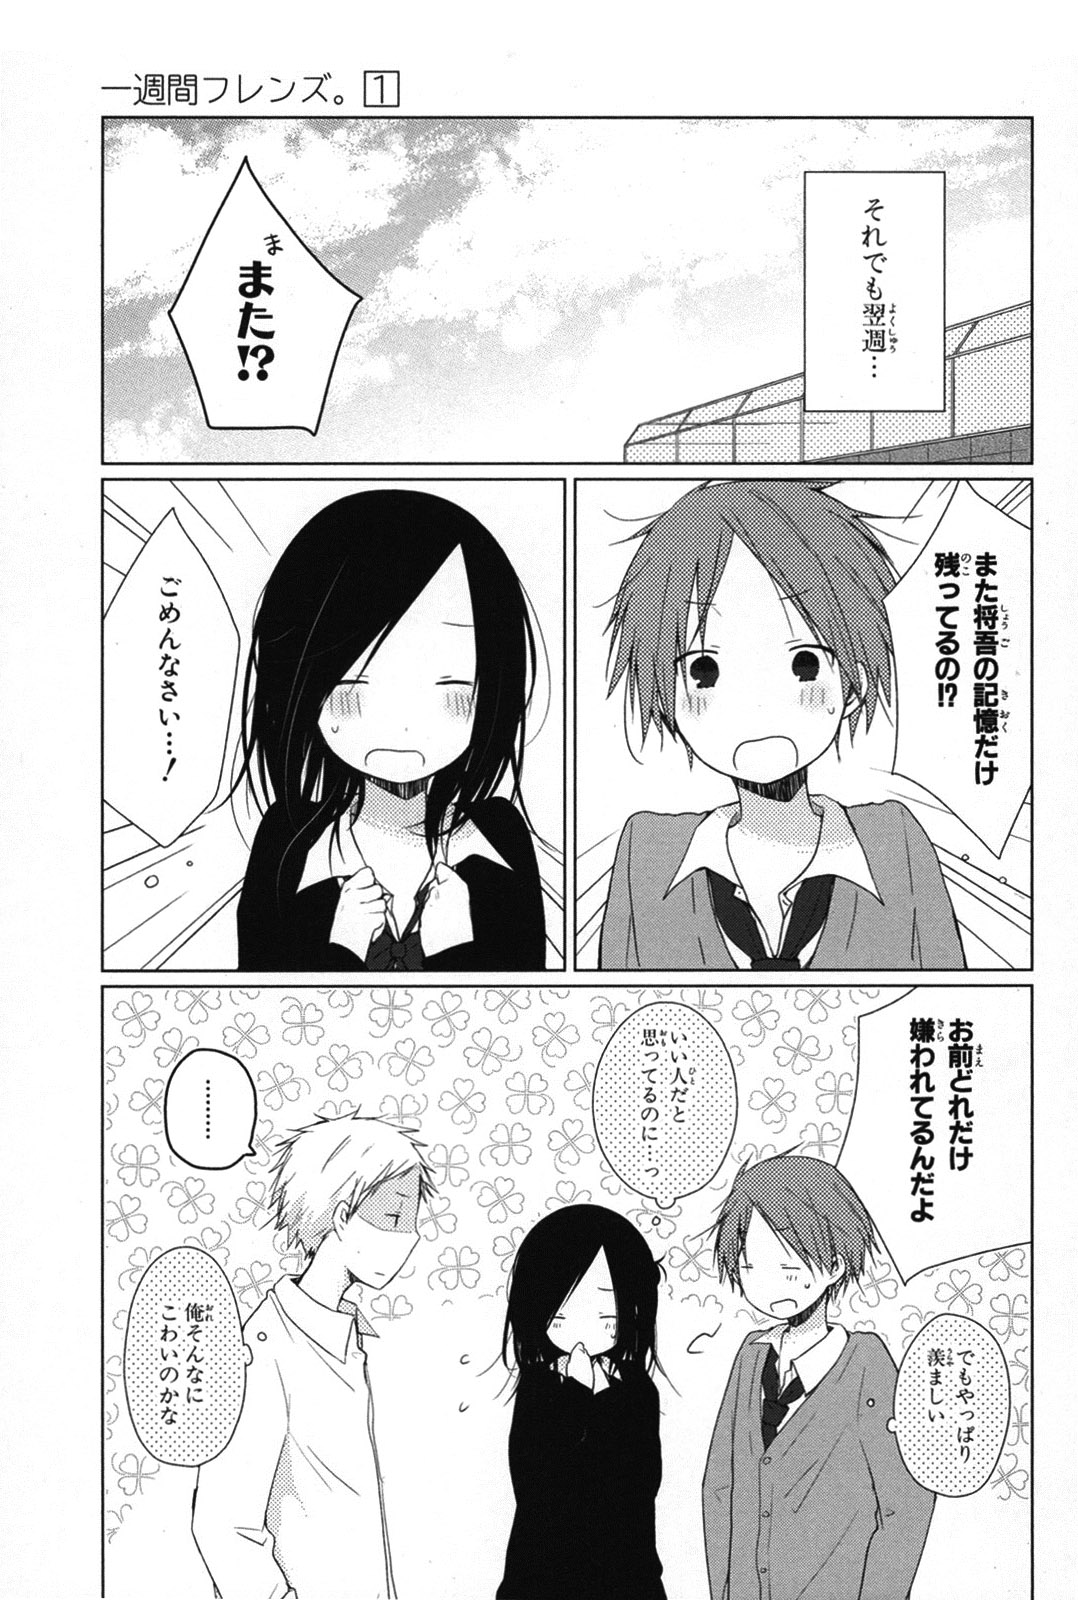 一週間フレンズ。 1
それでも翌週…
ま
また!?
また将吾の記憶だけ
残ってるの!?
ごめんなさい…!
お前どれだけ
嫌われてるんだよ
いい人だと
思ってるのに…っ
でもやっぱり
羨ましい
………
俺そんなに
こわいのかな